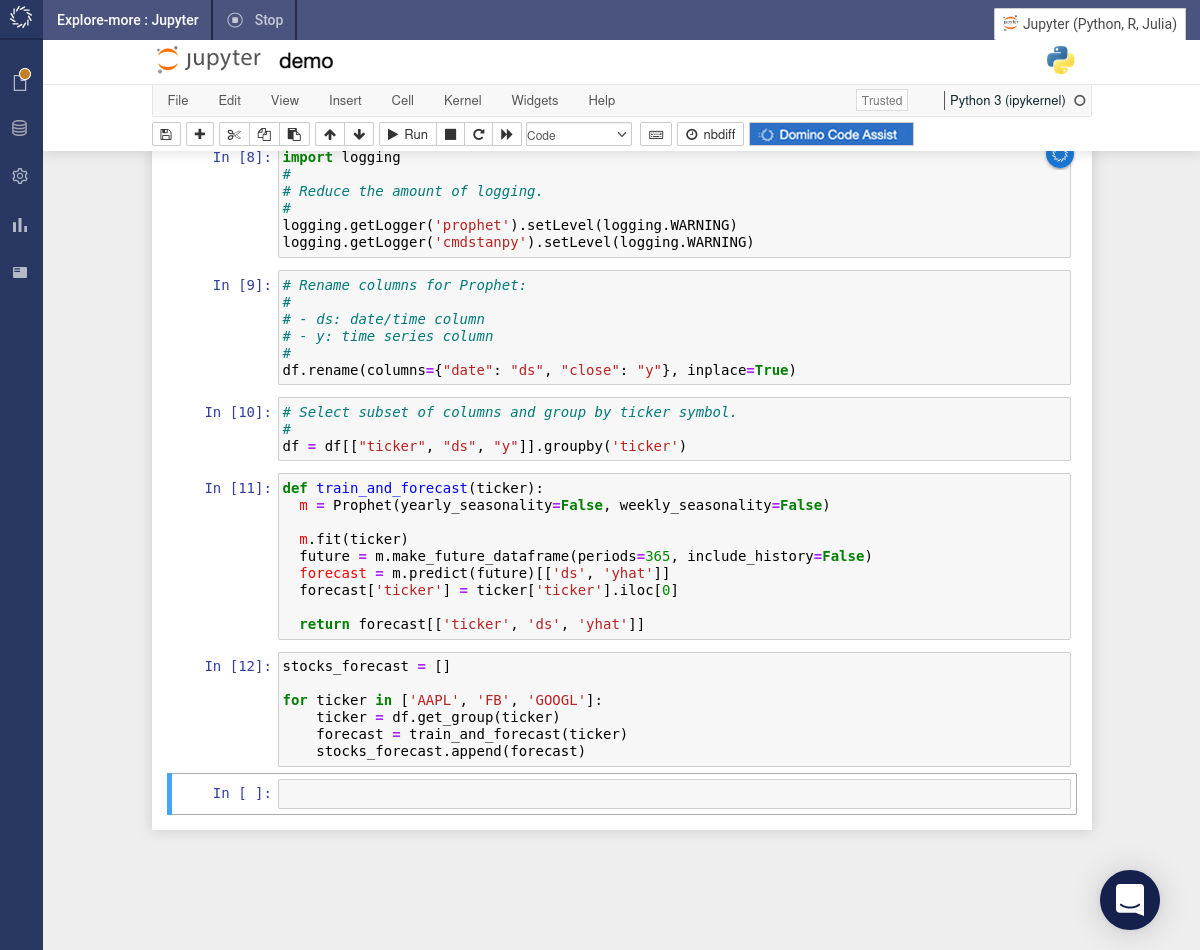 Explore-more : Jupyter
Stop
Jupyter (Python, R, Julia)
jupyter demo
File Edit View Insert Cell Kernel Widgets Help Trusted Python 3 (ipykernel)
Run Code nbdiff Domino Code Assist
In [8]: import logging
#
# Reduce the amount of logging.
#
logging.getLogger('prophet').setLevel(logging.WARNING)
logging.getLogger('cmdstanpy').setLevel(logging.WARNING)
In [9]: # Rename columns for Prophet:
#
# - ds: date/time column
# - y: time series column
#
df.rename(columns={"date": "ds", "close": "y"}, inplace=True)
In [10]: # Select subset of columns and group by ticker symbol.
#
df = df[["ticker", "ds", "y"]].groupby('ticker')
In [11]: def train_and_forecast(ticker):
m = Prophet(yearly_seasonality=False, weekly_seasonality=False)
m.fit(ticker)
future = m.make_future_dataframe(periods=365, include_history=False)
forecast = m.predict(future)[['ds', 'yhat']]
forecast['ticker'] = ticker['ticker'].iloc[0]
return forecast[['ticker', 'ds', 'yhat']]
In [12]: stocks_forecast = []
for ticker in ['AAPL', 'FB', 'GOOGL']:
ticker = df.get_group(ticker)
forecast = train_and_forecast(ticker)
stocks_forecast.append(forecast)
In [ ]: